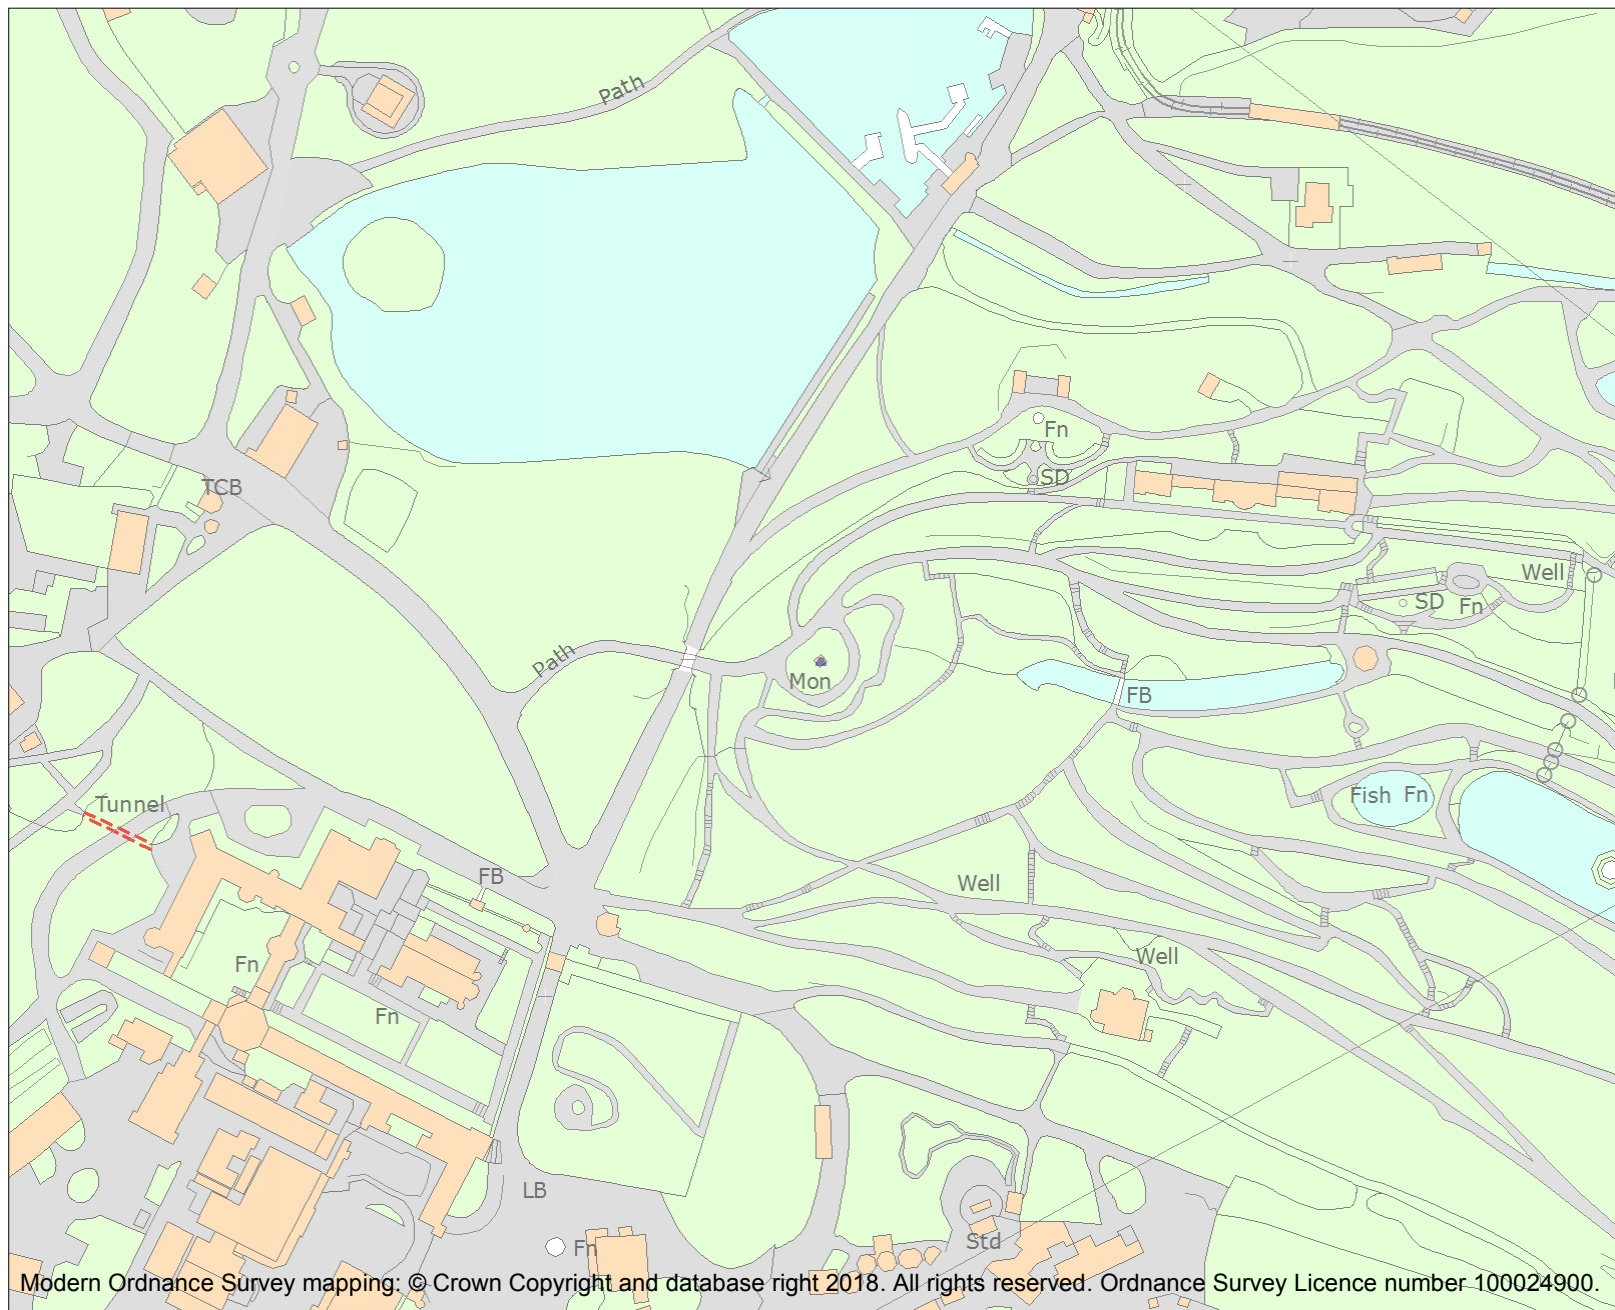 Path
Fn
SD
TCB
Well
SD
Fn
Path
Mon
FB
Fish Fn
Tunnel
FB
Well
Well
Fn
Fn
LB
Std
Fn
Modern Ordnance Survey mapping: © Crown Copyright and database right 2018. All rights reserved. Ordnance Survey Licence number 100024900.